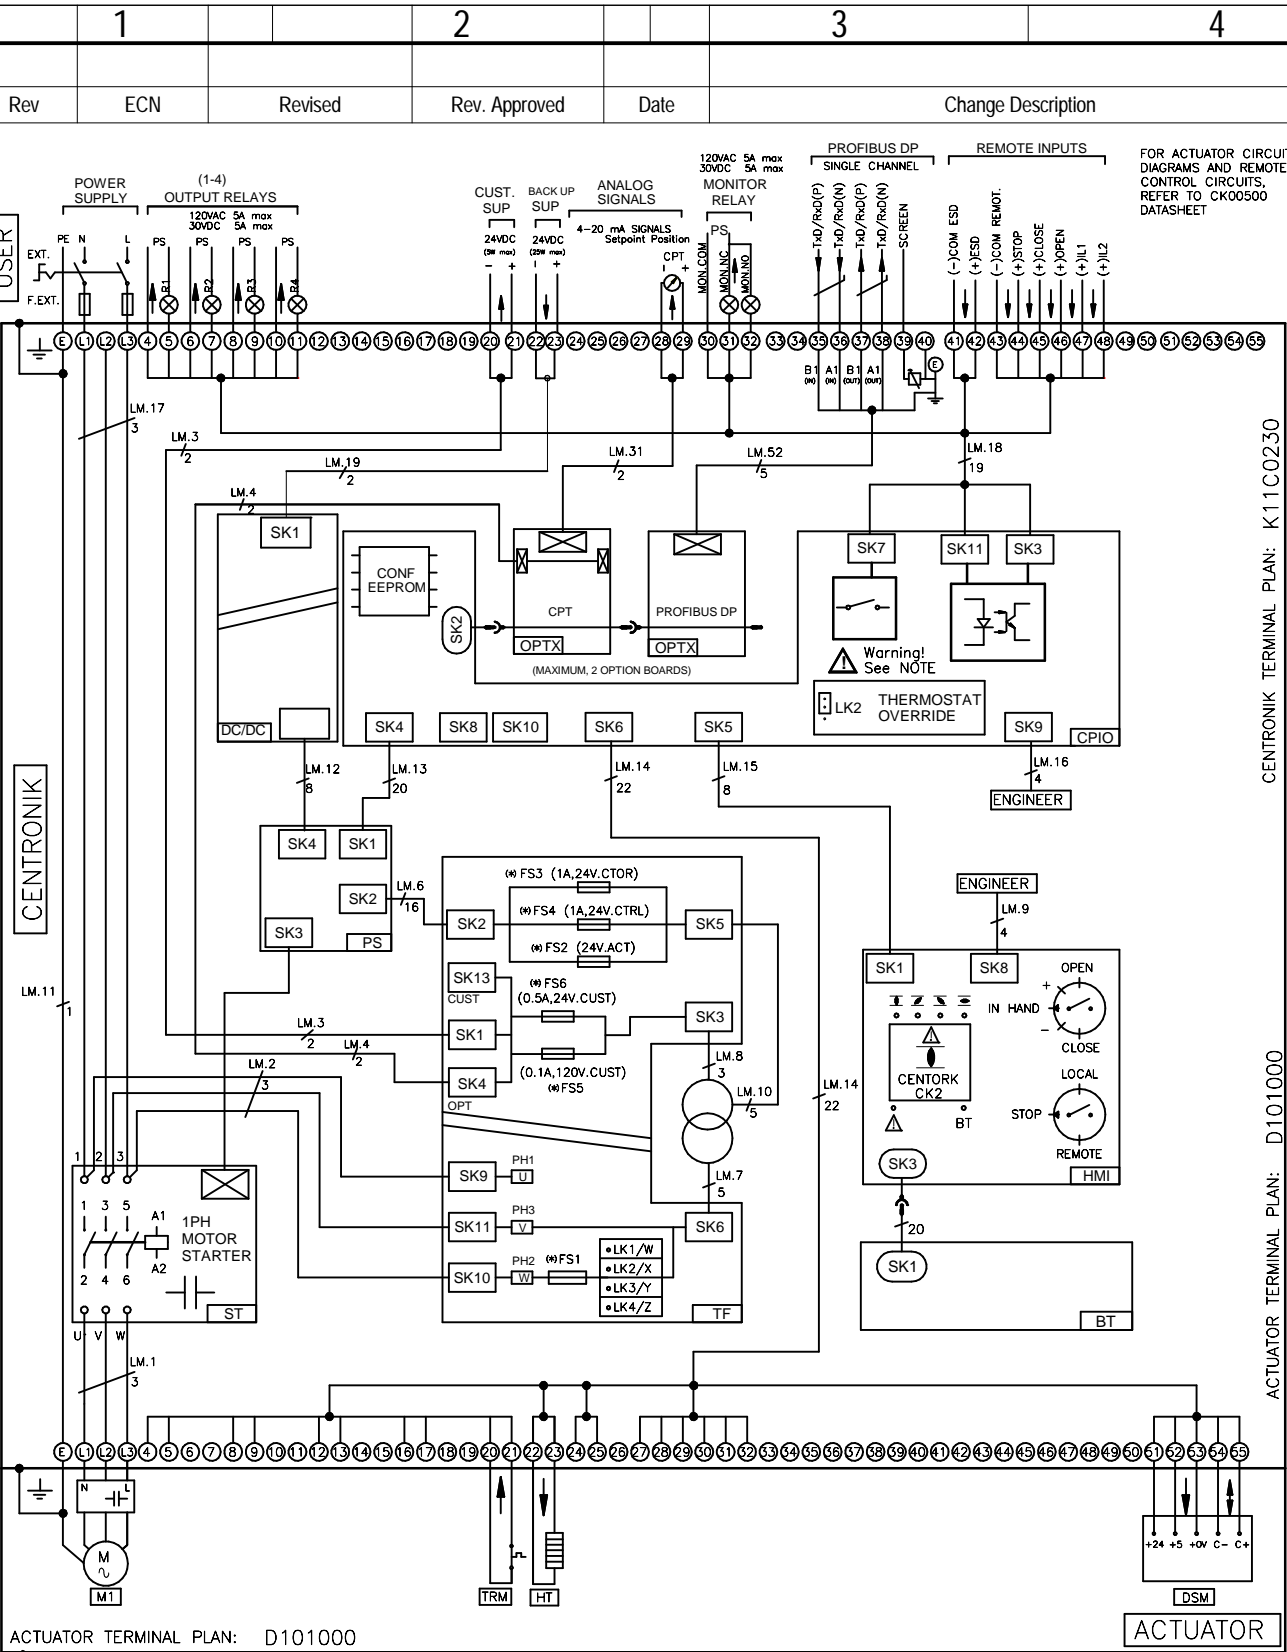 1 2 3 4
Rev ECN Revised Rev. Approved Date Change Description
POWER
SUPPLY
(1-4)
OUTPUT RELAYS
120VAC 5A max
30VDC 5A max
CUST.
SUP
24VDC
(5W max)
- +
BACK UP
SUP
24VDC
(25W max)
- +
ANALOG
SIGNALS
4-20 mA SIGNALS
Setpoint Position
CPT
- +
120VAC 5A max
30VDC 5A max
MONITOR
RELAY
PS
MON.COM
MON.NC
MON.NO
PROFIBUS DP
SINGLE CHANNEL
TxD/RxD(P)
TxD/RxD(N)
TxD/RxD(P)
TxD/RxD(N)
SCREEN
REMOTE INPUTS
(-)COM ESD
(+)ESD
(-)COM REMOT.
(+)STOP
(+)CLOSE
(+)OPEN
(+)IL1
(+)IL2
FOR ACTUATOR CIRCUI
DIAGRAMS AND REMOTE
CONTROL CIRCUITS,
REFER TO CK00500
DATASHEET
USER
PE N L
EXT.
F.EXT.
PS PS PS PS
R1 R2 R3 R4
E L1 L2 L3 4 5 6 7 8 9 10 11 12 13 14 15 16 17 18 19 20 21 22 23 24 25 26 27 28 29 30 31 32 33 34 35 36 37 38 39 40 41 42 43 44 45 46 47 48 49 50 51 52 53 54 55
B1 A1 B1 A1
(IN) (IN) (OUT) (OUT)
E
LM.17
3
LM.3
2
LM.19
2
LM.31
2
LM.52
5
LM.18
19
LM.4
2
SK1
CONF
EEPROM
SK2
CPT
OPTX
PROFIBUS DP
OPTX
(MAXIMUM, 2 OPTION BOARDS)
SK7
SK11
SK3
Warning!
See NOTE
LK2
THERMOSTAT
OVERRIDE
DC/DC
SK4
SK8
SK10
SK6
SK5
SK9
CPIO
CENTRONIK TERMINAL PLAN: K11C0230
LM.12
8
LM.13
20
LM.14
22
LM.15
8
LM.16
4
ENGINEER
CENTRONIK
SK4
SK1
SK2
SK3
PS
LM.6
16
(*) FS3 (1A,24V.CTOR)
(*) FS4 (1A,24V.CTRL)
(*) FS2 (24V.ACT)
SK2
SK5
SK13
CUST
(*) FS6
(0.5A,24V.CUST)
SK1
SK3
SK4
OPT
(0.1A,120V.CUST)
(*) FS5
LM.8
3
LM.10
5
LM.7
5
LM.11
1
LM.3
2
LM.4
2
LM.2
3
LM.14
22
ENGINEER
LM.9
4
SK1
SK8
OPEN
+
IN HAND
-
CLOSE
CENTORK
CK2
BT
LOCAL
STOP
REMOTE
SK3
HMI
20
SK1
BT
1 2 3
1 3 5
A1
A2
2 4 6
1PH
MOTOR
STARTER
ST
U V W
SK9
PH1
U
SK11
PH3
V
SK6
SK10
PH2
W
(*) FS1
LK1/W
LK2/X
LK3/Y
LK4/Z
TF
LM.1
3
ACTUATOR TERMINAL PLAN: D101000
E L1 L2 L3 4 5 6 7 8 9 10 11 12 13 14 15 16 17 18 19 20 21 22 23 24 25 26 27 28 29 30 31 32 33 34 35 36 37 38 39 40 41 42 43 44 45 46 47 48 49 50 51 52 53 54 55
N L
M
M1
TRM
HT
+24 +5 +0V C- C+
DSM
ACTUATOR
ACTUATOR TERMINAL PLAN: D101000